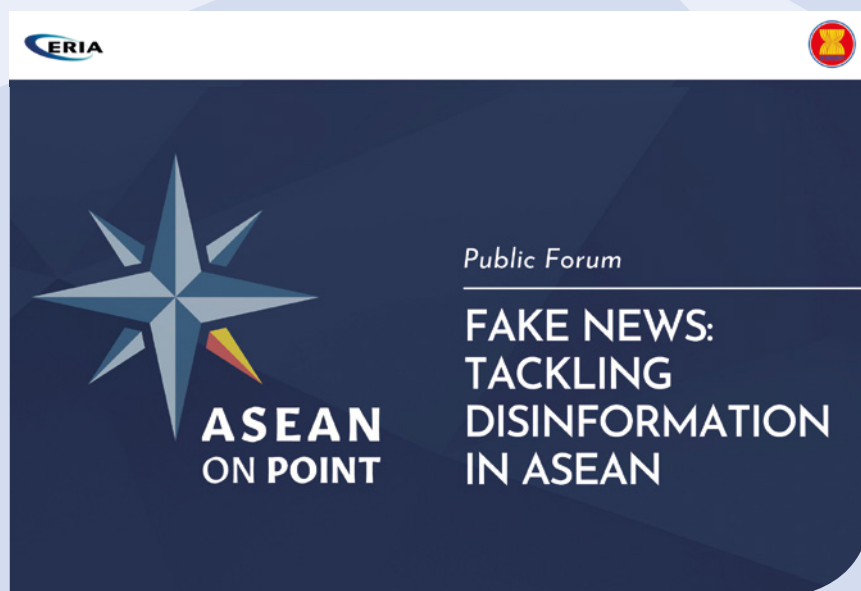 ERIA
Public Forum
FAKE NEWS:
TACKLING
DISINFORMATION
IN ASEAN
ASEAN
ON POINT